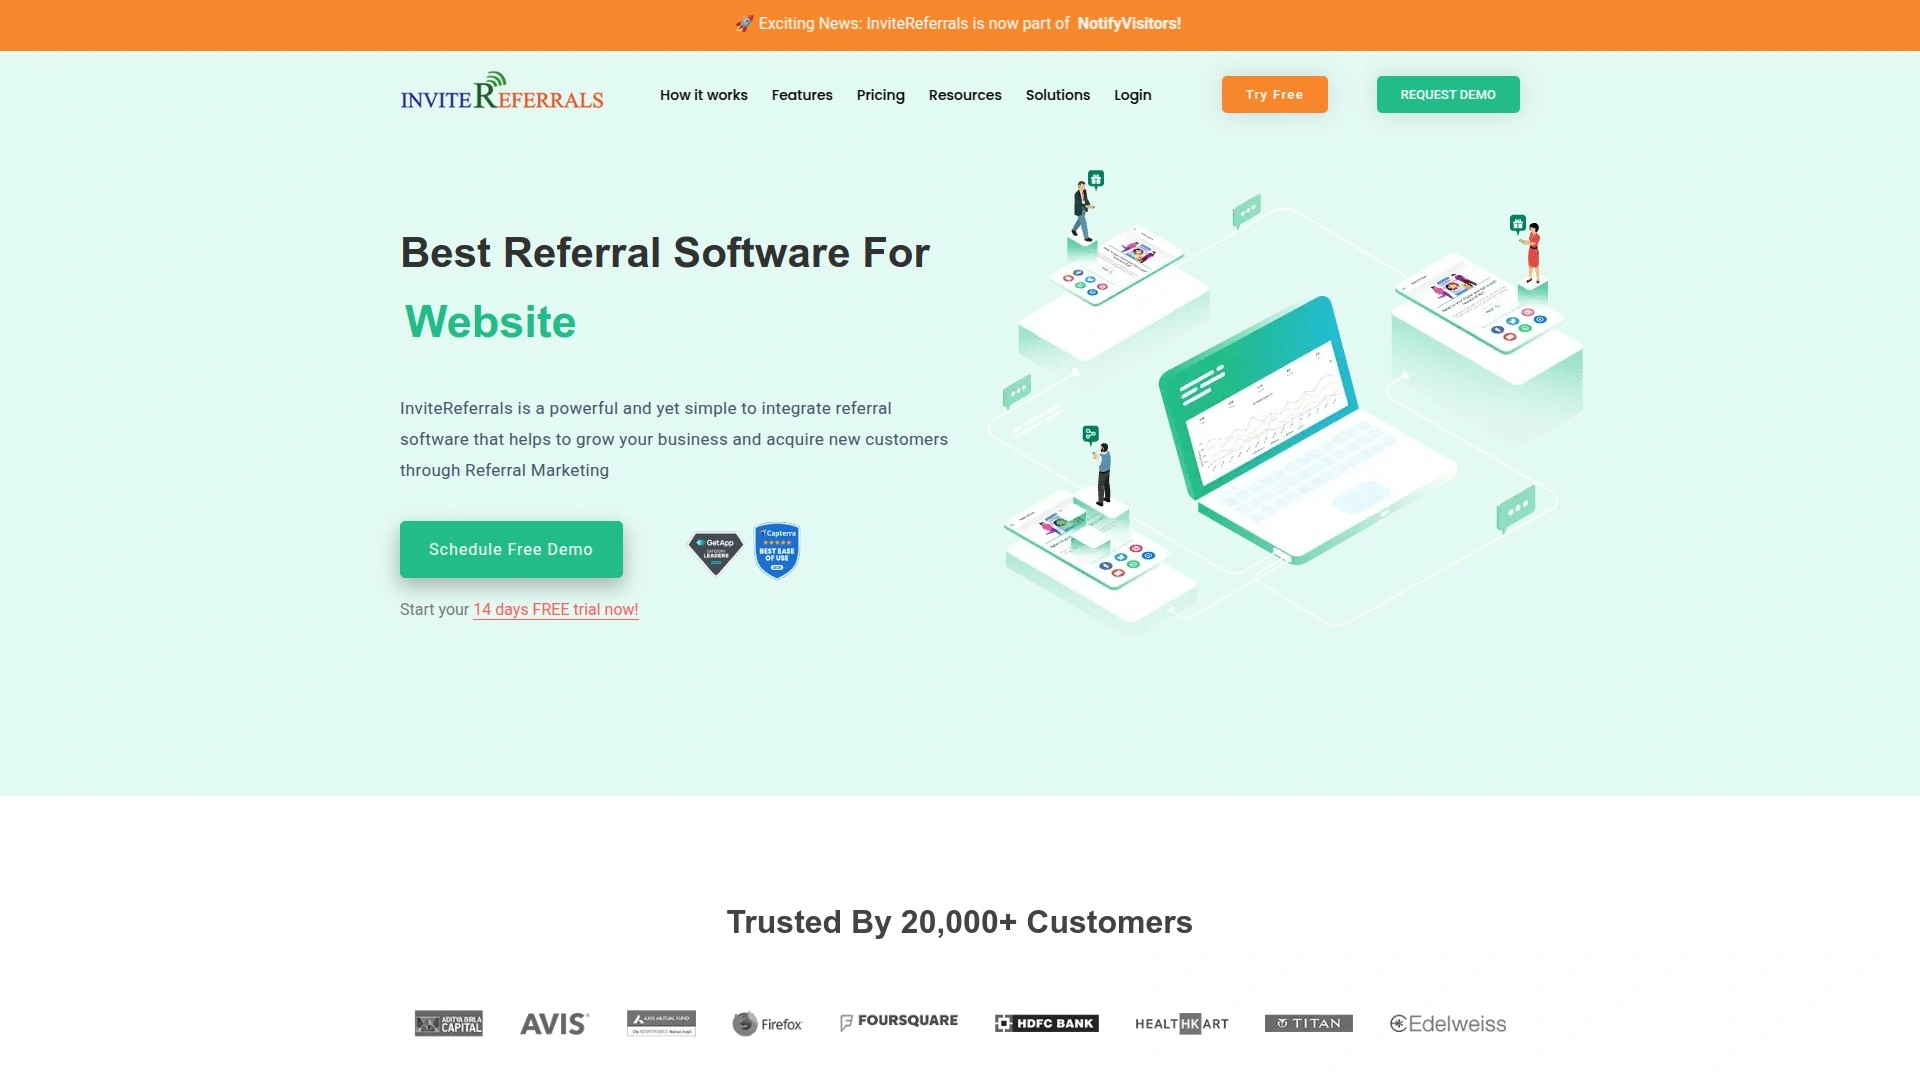 🚀 Exciting News: InviteReferrals is now part of NotifyVisitors!
INVITEREFERRALS
How it works Features Pricing Resources Solutions Login Try Free REQUEST DEMO
Best Referral Software For
Website
InviteReferrals is a powerful and yet simple to integrate referral
software that helps to grow your business and acquire new customers
through Referral Marketing
Schedule Free Demo
GetApp
CATEGORY
LEADERS
Capterra
BEST EASE
OF USE
Start your 14 days FREE trial now!
Trusted By 20,000+ Customers
ADITYA BIRLA
CAPITAL
AVIS
AXIS MUTUAL FUND
Firefox
FOURSQUARE
HDFC BANK
HEALTHKART
TITAN
Edelweiss